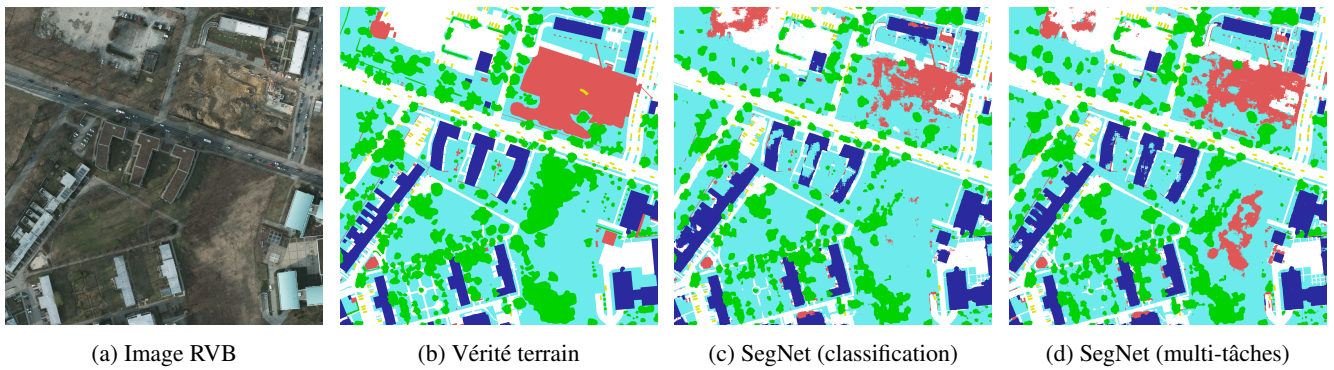 (a) Image RVB
(b) Vérité terrain
(c) SegNet (classification)
(d) SegNet (multi-tâches)